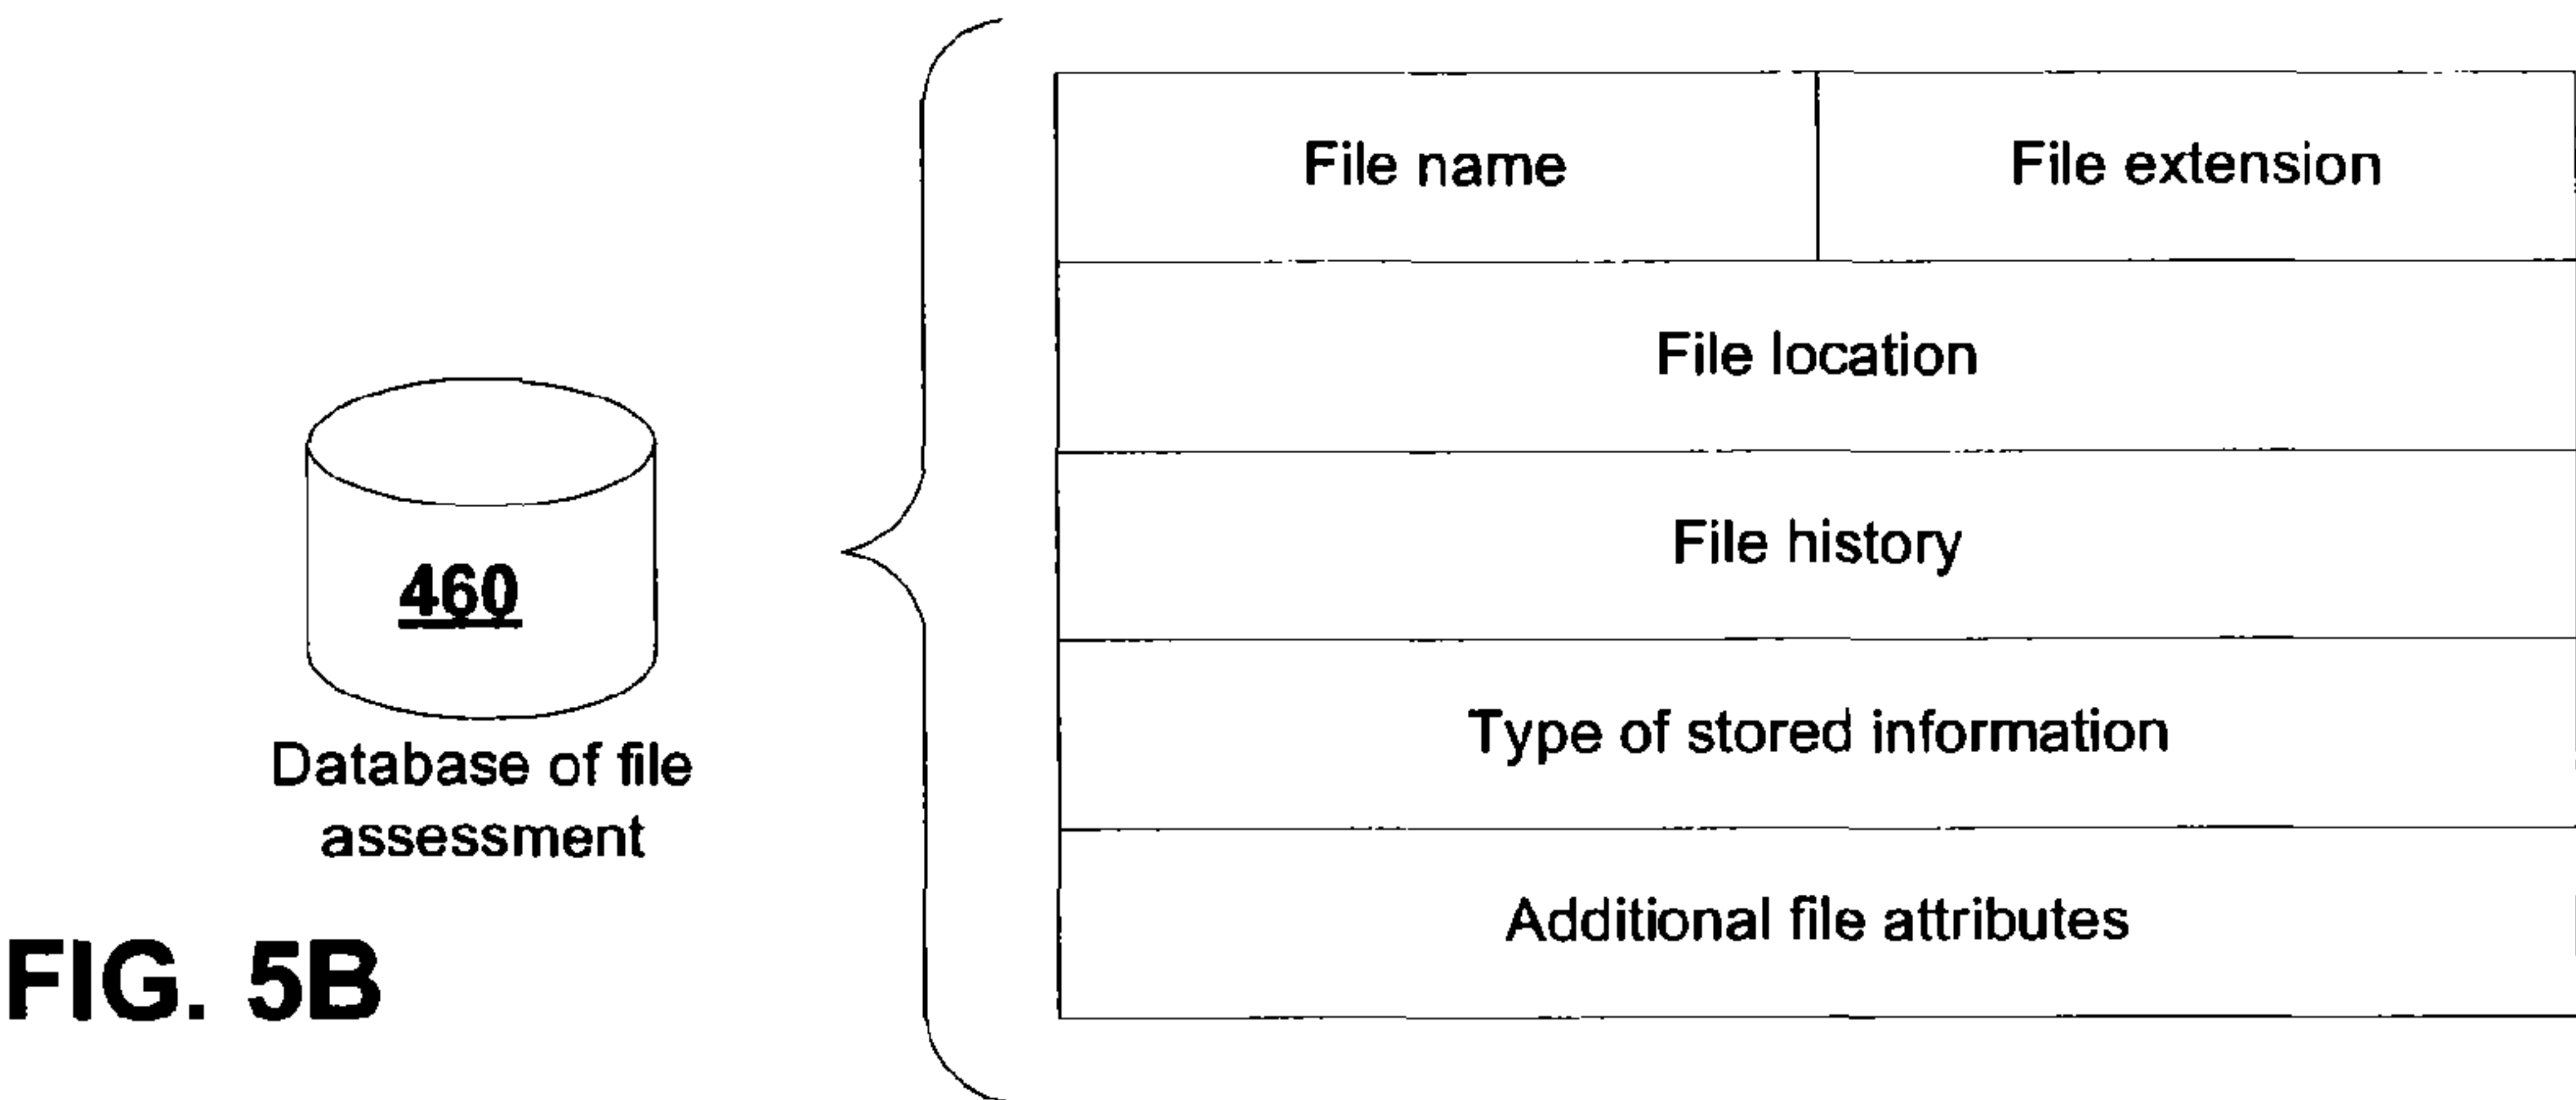 File name File extension
File location
File history
460
Type of stored information
Database of file
assessment
Additional file attributes
FIG. 5B